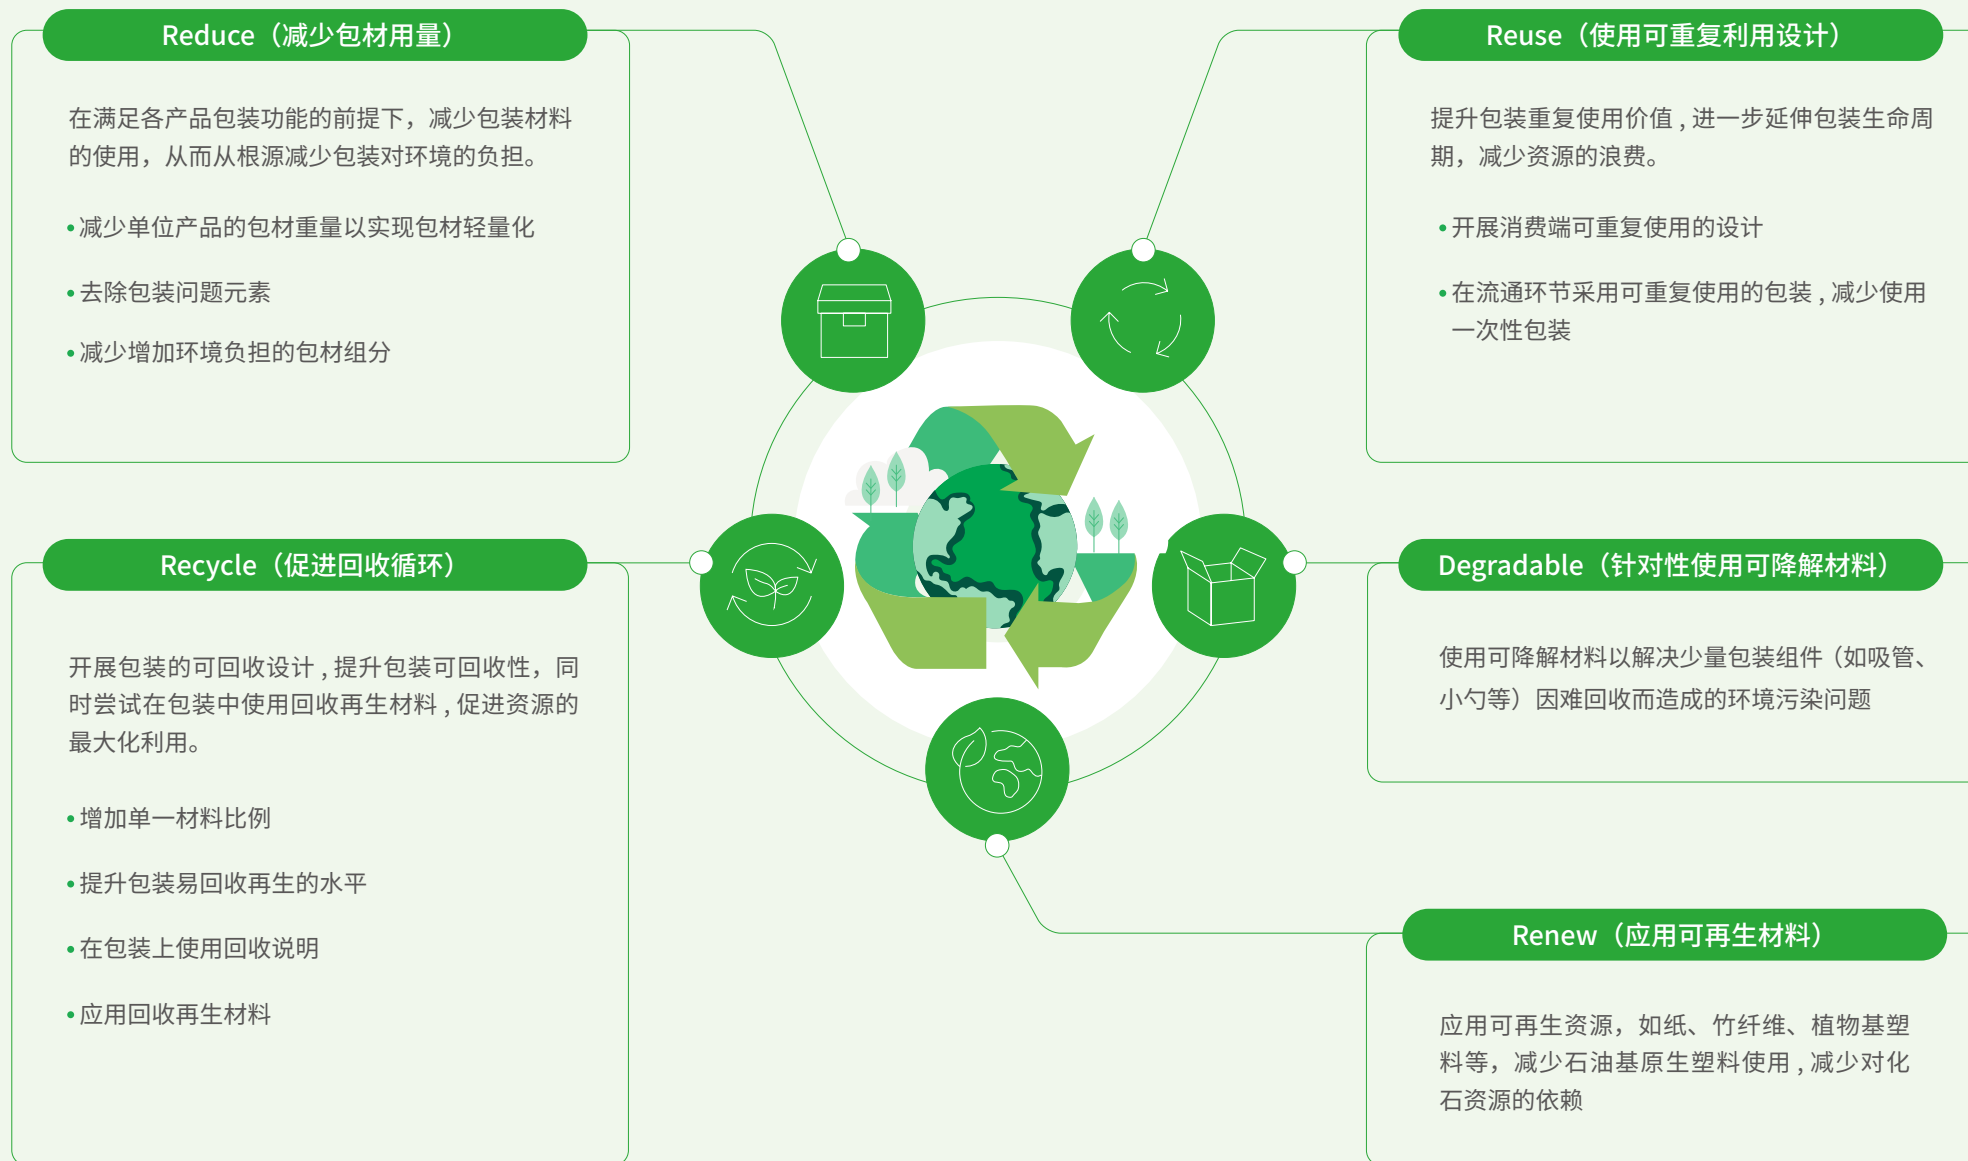 Reduce（减少包材用量）
在满足各产品包装功能的前提下，减少包装材料
的使用，从而从根源减少包装对环境的负担。
•减少单位产品的包材重量以实现包材轻量化
•去除包装问题元素
•减少增加环境负担的包材组分
Reuse（使用可重复利用设计）
提升包装重复使用价值 , 进一步延伸包装生命周
期，减少资源的浪费。
•开展消费端可重复使用的设计
•在流通环节采用可重复使用的包装 , 减少使用
一次性包装
Recycle（促进回收循环）
开展包装的可回收设计 , 提升包装可回收性，同
时尝试在包装中使用回收再生材料 , 促进资源的
最大化利用。
•增加单一材料比例
•提升包装易回收再生的水平
•在包装上使用回收说明
•应用回收再生材料
Degradable（针对性使用可降解材料）
使用可降解材料以解决少量包装组件（如吸管、
小勺等）因难回收而造成的环境污染问题
Renew（应用可再生材料）
应用可再生资源，如纸、竹纤维、植物基塑
料等，减少石油基原生塑料使用 , 减少对化
石资源的依赖